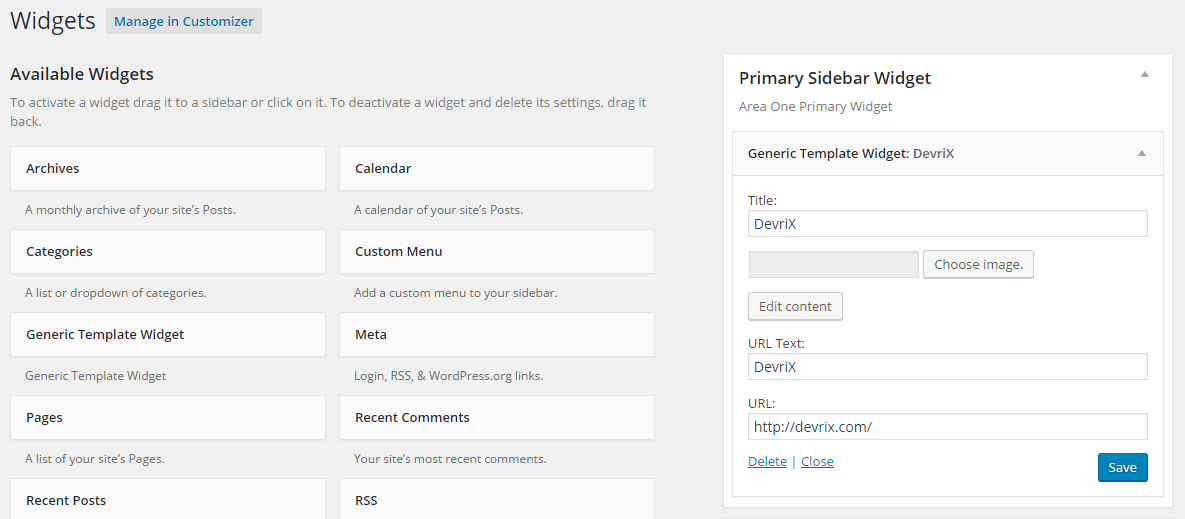 Widgets
Manage in Customizer
Available Widgets
To activate a widget drag it to a sidebar or click on it. To deactivate a widget and delete its settings, drag it
back.
Archives
Calendar
A monthly archive of your site’s Posts.
A calendar of your site’s Posts.
Categories
Custom Menu
A list or dropdown of categories.
Add a custom menu to your sidebar.
Generic Template Widget
Meta
Generic Template Widget
Login, RSS, & WordPress.org links.
Pages
Recent Comments
A list of your site’s Pages.
Your site’s most recent comments.
Recent Posts
RSS
Primary Sidebar Widget
Area One Primary Widget
Generic Template Widget: DevriX
Title:
DevriX
Choose image.
Edit content
URL Text:
DevriX
URL:
http://devrix.com/
Delete | Close
Save